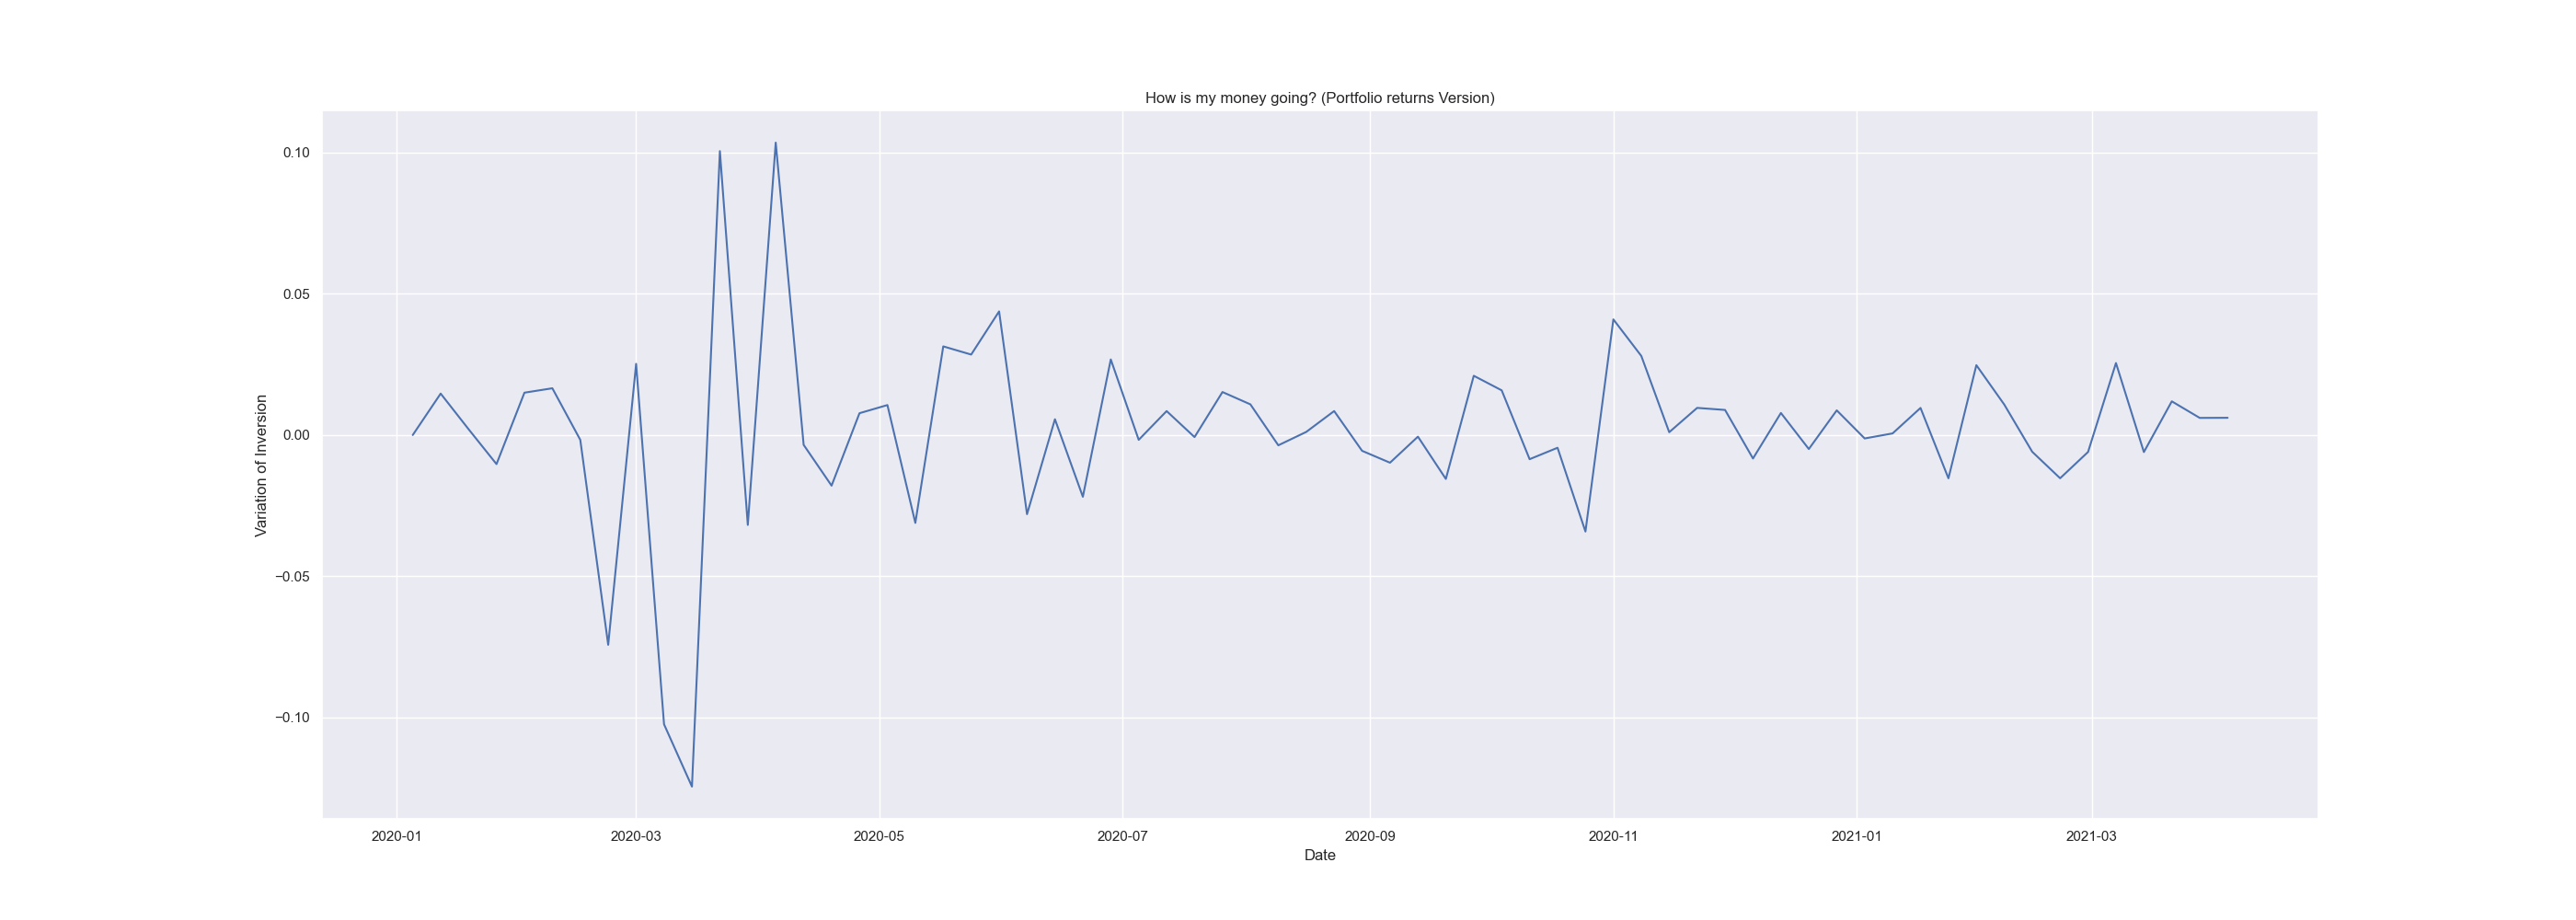 How is my money going? (Portfolio returns Version)
0.10
0.05
0.00
−0.05
−0.10
Variation of Inversion
2020-01 2020-03 2020-05 2020-07 2020-09 2020-11 2021-01 2021-03
Date